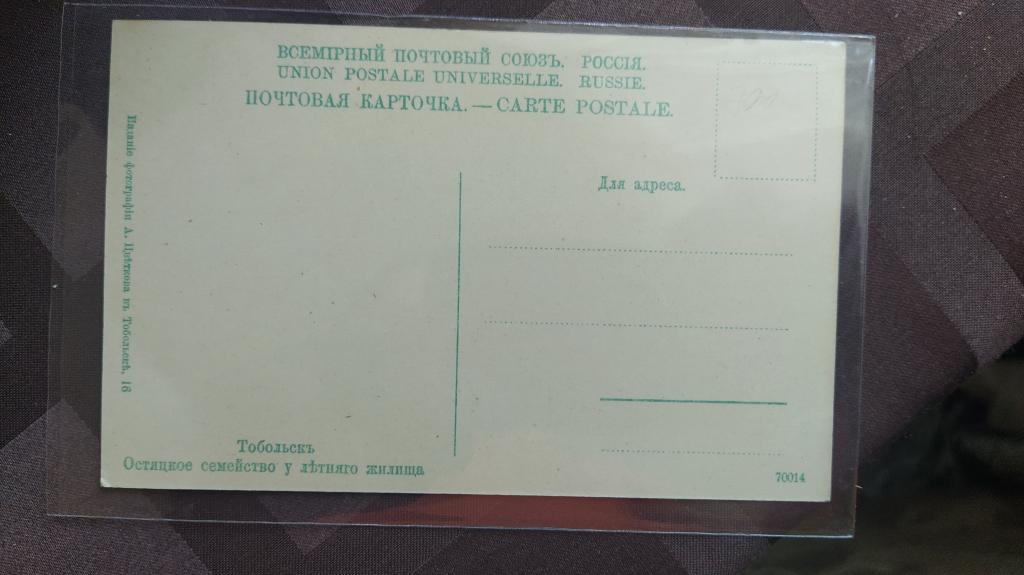 ВСЕМІРНЫЙ ПОЧТОВЫЙ СОЮЗЪ. РОССІЯ.
UNION POSTALE UNIVERSELLE. RUSSIE.
ПОЧТОВАЯ КАРТОЧКА.—CARTE POSTALE.
Для адреса.
Изданіе фотографіи А. Цвѣткова въ Тобольскѣ, 16
Тобольскъ
Остяцкое семейство у лѣтняго жилища
70014